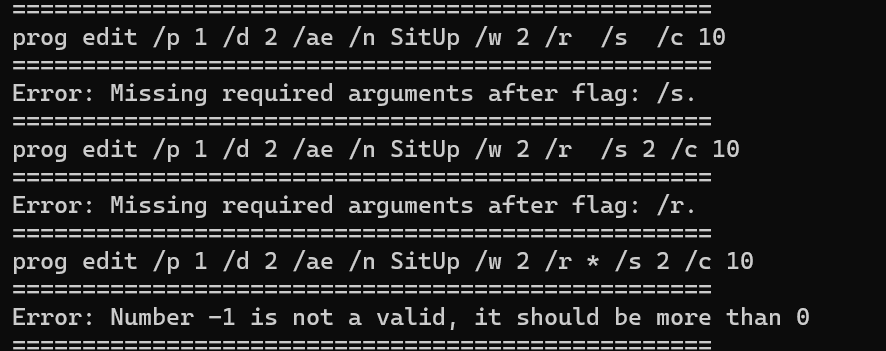 ==================================================
prog edit /p 1 /d 2 /ae /n SitUp /w 2 /r  /s  /c 10
==================================================
Error: Missing required arguments after flag: /s.
==================================================
prog edit /p 1 /d 2 /ae /n SitUp /w 2 /r  /s 2 /c 10
==================================================
Error: Missing required arguments after flag: /r.
==================================================
prog edit /p 1 /d 2 /ae /n SitUp /w 2 /r * /s 2 /c 10
==================================================
Error: Number -1 is not a valid, it should be more than 0
==================================================